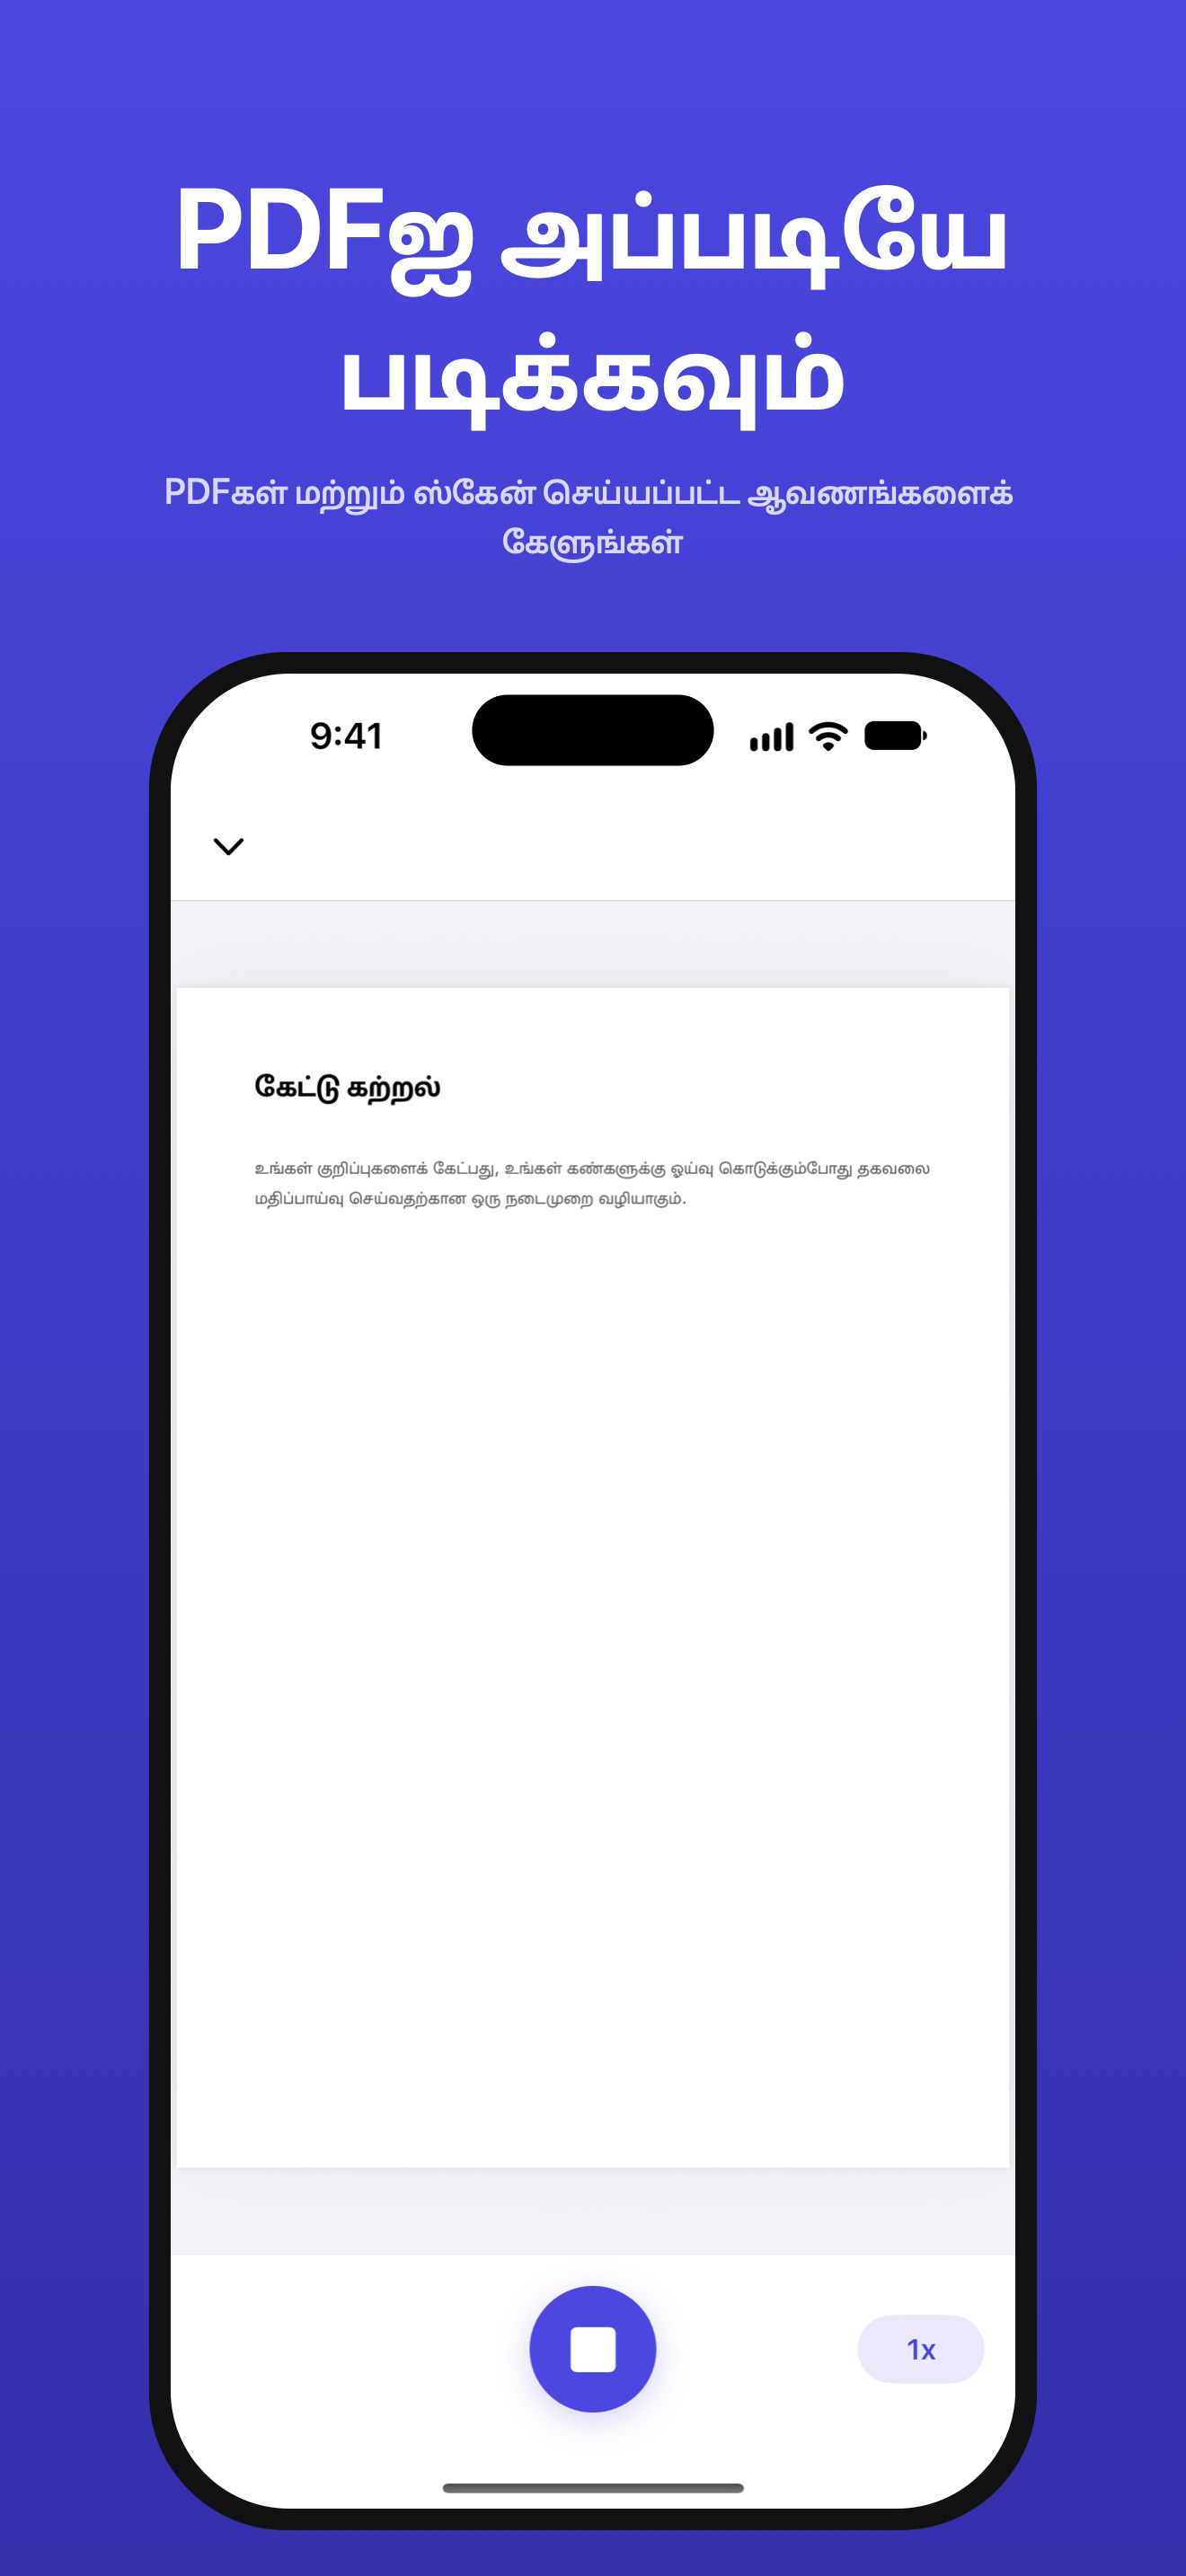 PDFஐ அப்படியே
படிக்கவும்
PDFகள் மற்றும் ஸ்கேன் செய்யப்பட்ட ஆவணங்களைக்
கேளுங்கள்
9:41
கேட்டு கற்றல்
உங்கள் குறிப்புகளைக் கேட்பது, உங்கள் கண்களுக்கு ஓய்வு கொடுக்கும்போது தகவலை
மதிப்பாய்வு செய்வதற்கான ஒரு நடைமுறை வழியாகும்.
1x